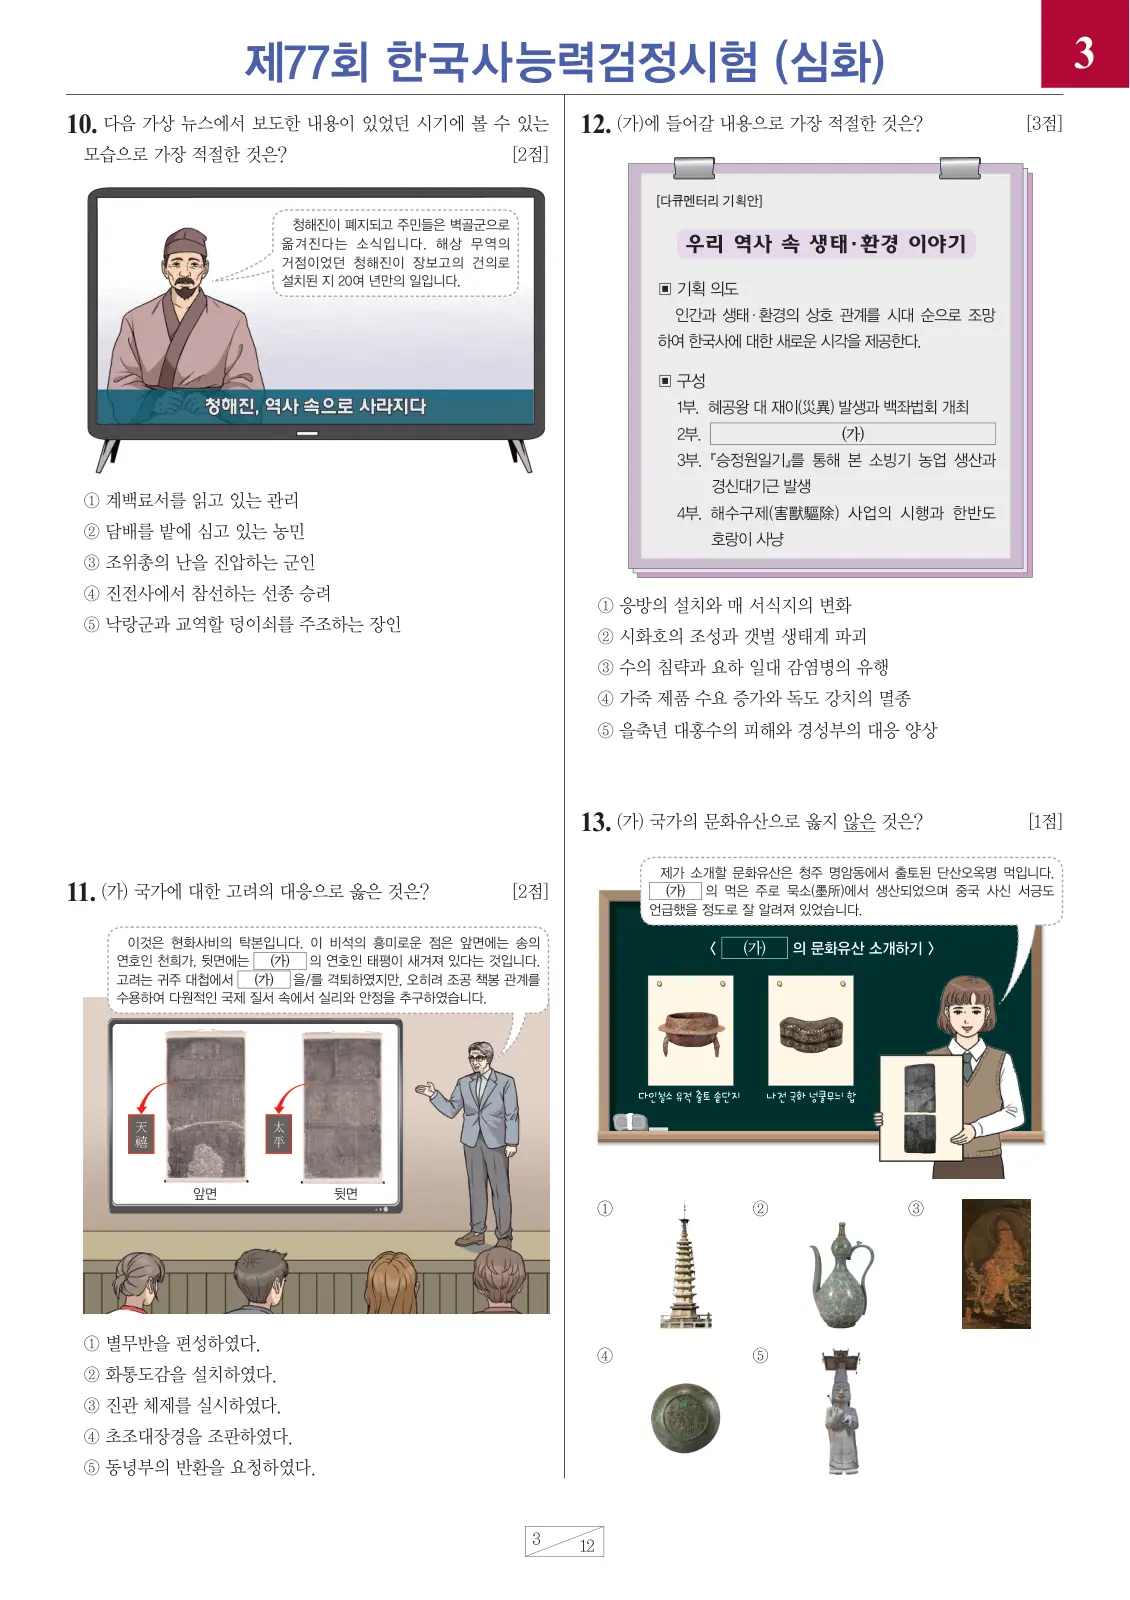 제77회 한국사능력검정시험 (심화)
3
10. 다음 가상 뉴스에서 보도한 내용이 있었던 시기에 볼 수 있는
모습으로 가장 적절한 것은? [2점]
청해진이 폐지되고 주민들은 벽골군으로
옮겨진다는 소식입니다. 해상 무역의
거점이었던 청해진이 장보고의 건의로
설치된 지 20여 년만의 일입니다.
청해진, 역사 속으로 사라지다
① 계백료서를 읽고 있는 관리
② 담배를 밭에 심고 있는 농민
③ 조위총의 난을 진압하는 군인
④ 진전사에서 참선하는 선종 승려
⑤ 낙랑군과 교역할 덩이쇠를 주조하는 장인
11. (가) 국가에 대한 고려의 대응으로 옳은 것은? [2점]
이것은 현화사비의 탁본입니다. 이 비석의 흥미로운 점은 앞면에는 송의
연호인 천희가, 뒷면에는 (가) 의 연호인 태평이 새겨져 있다는 것입니다.
고려는 귀주 대첩에서 (가) 을/를 격퇴하였지만, 오히려 조공 책봉 관계를
수용하여 다원적인 국제 질서 속에서 실리와 안정을 추구하였습니다.
天禧
太平
앞면
뒷면
① 별무반을 편성하였다.
② 화통도감을 설치하였다.
③ 진관 체제를 실시하였다.
④ 초조대장경을 조판하였다.
⑤ 동녕부의 반환을 요청하였다.
12. (가)에 들어갈 내용으로 가장 적절한 것은? [3점]
[다큐멘터리 기획안]
우리 역사 속 생태·환경 이야기
▣ 기획 의도
인간과 생태·환경의 상호 관계를 시대 순으로 조망
하여 한국사에 대한 새로운 시각을 제공한다.
▣ 구성
1부. 혜공왕 대 재이(災異) 발생과 백좌법회 개최
2부. (가)
3부. 『승정원일기』를 통해 본 소빙기 농업 생산과
경신대기근 발생
4부. 해수구제(害獸驅除) 사업의 시행과 한반도
호랑이 사냥
① 응방의 설치와 매 서식지의 변화
② 시화호의 조성과 갯벌 생태계 파괴
③ 수의 침략과 요하 일대 감염병의 유행
④ 가죽 제품 수요 증가와 독도 강치의 멸종
⑤ 을축년 대홍수의 피해와 경성부의 대응 양상
13. (가) 국가의 문화유산으로 옳지 않은 것은? [1점]
제가 소개할 문화유산은 청주 명암동에서 출토된 단산오옥명 먹입니다.
(가) 의 먹은 주로 묵소(墨所)에서 생산되었으며 중국 사신 서긍도
언급했을 정도로 잘 알려져 있었습니다.
〈 (가) 의 문화유산 소개하기 〉
다인철소 유적 출토 솥단지
나전 국화 넝쿨무늬 합
①
②
③
④
⑤
3
12